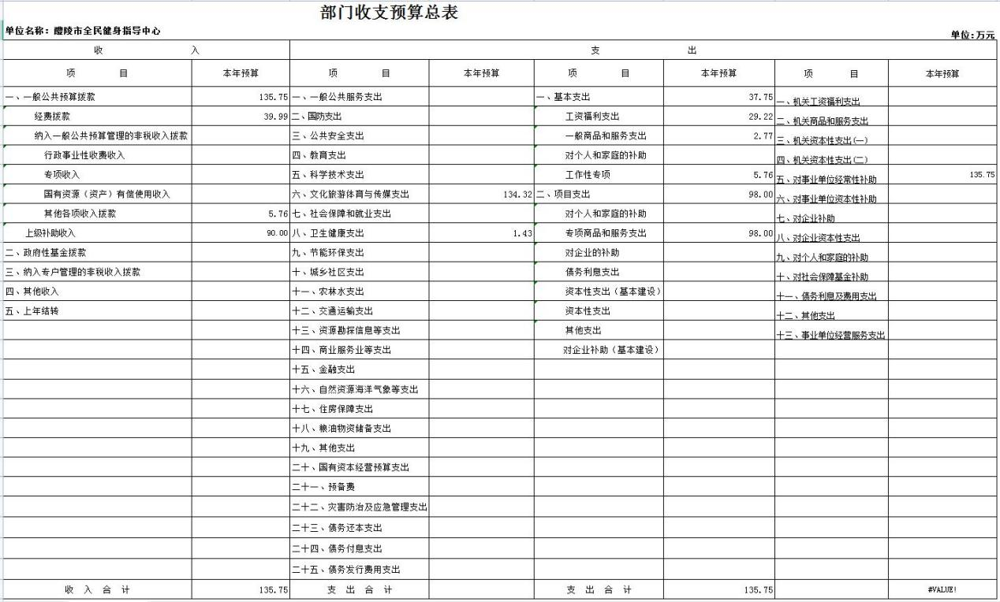 部门收支预算总表
单位名称：醴陵市全民健身指导中心
单位:万元
收 入 支 出
项 目 本年预算 项 目 本年预算 项 目 本年预算 项 目 本年预算
一、一般公共预算拨款 135.75 一、一般公共服务支出 一、基本支出 37.75 一、机关工资福利支出
经费拨款 39.99 二、国防支出 工资福利支出 29.22 二、机关商品和服务支出
纳入一般公共预算管理的非税收入拨款 三、公共安全支出 一般商品和服务支出 2.77 三、机关资本性支出(一)
行政事业性收费收入 四、教育支出 对个人和家庭的补助 四、机关资本性支出(二)
专项收入 五、科学技术支出 工作性专项 5.76 五、对事业单位经常性补助 135.75
国有资源（资产）有偿使用收入 六、文化旅游体育与传媒支出 134.32 二、项目支出 98.00 六、对事业单位资本性补助
其他各项收入拨款 5.76 七、社会保障和就业支出 对个人和家庭的补助 七、对企业补助
上级补助收入 90.00 八、卫生健康支出 1.43 专项商品和服务支出 98.00 八、对企业资本性支出
二、政府性基金拨款 九、节能环保支出 对企业的补助 九、对个人和家庭的补助
三、纳入专户管理的非税收入拨款 十、城乡社区支出 债务利息支出 十、对社会保障基金补助
四、其他收入 十一、农林水支出 资本性支出（基本建设） 十一、债务利息及费用支出
五、上年结转 十二、交通运输支出 资本性支出 十二、其他支出
十三、资源勘探信息等支出 其他支出 十三、事业单位经营服务支出
十四、商业服务业等支出 对企业补助（基本建设）
十五、金融支出
十六、自然资源海洋气象等支出
十七、住房保障支出
十八、粮油物资储备支出
十九、其他支出
二十、国有资本经营预算支出
二十一、预备费
二十二、灾害防治及应急管理支出
二十三、债务还本支出
二十四、债务付息支出
二十五、债务发行费用支出
收 入 合 计 135.75 支 出 合 计 支 出 合 计 135.75 #VALUE!